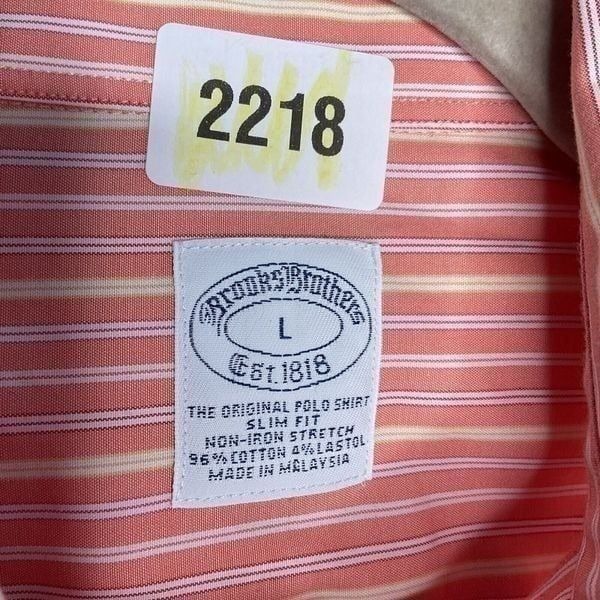 2218
Brooks Brothers
L
Est. 1818
THE ORIGINAL POLO SHIRT
SLIM FIT
NON-IRON STRETCH
96% COTTON 4% LASTOL
MADE IN MALAYSIA